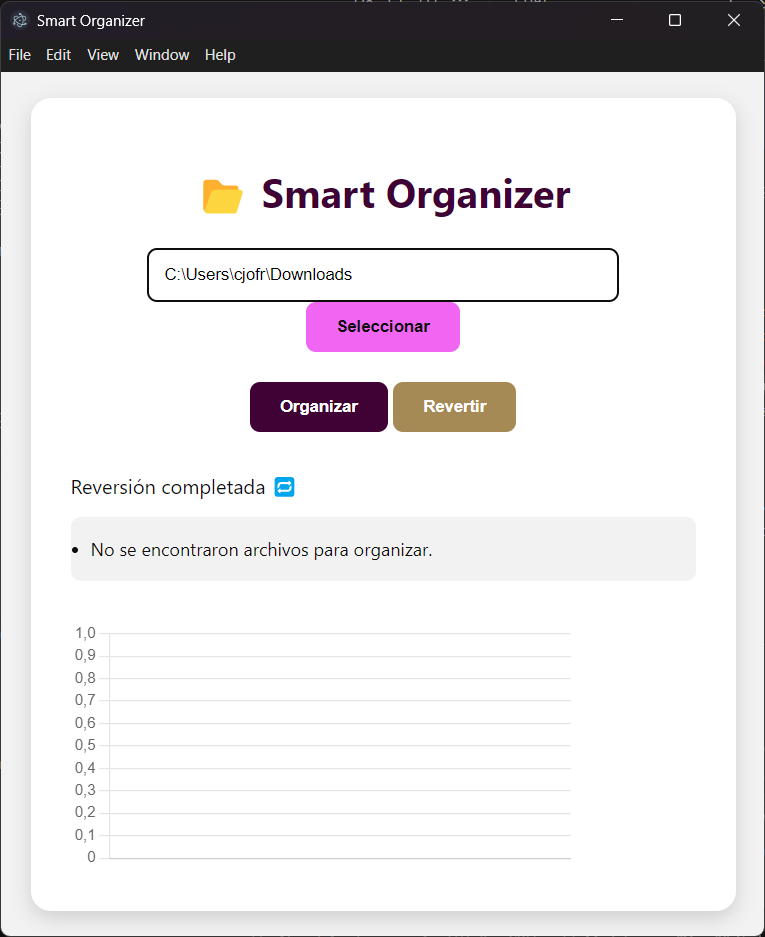 Smart Organizer
File Edit View Window Help
Smart Organizer
C:\Users\cjofr\Downloads
Seleccionar
Organizar Revertir
Reversión completada
No se encontraron archivos para organizar.
1,0
0,9
0,8
0,7
0,6
0,5
0,4
0,3
0,2
0,1
0